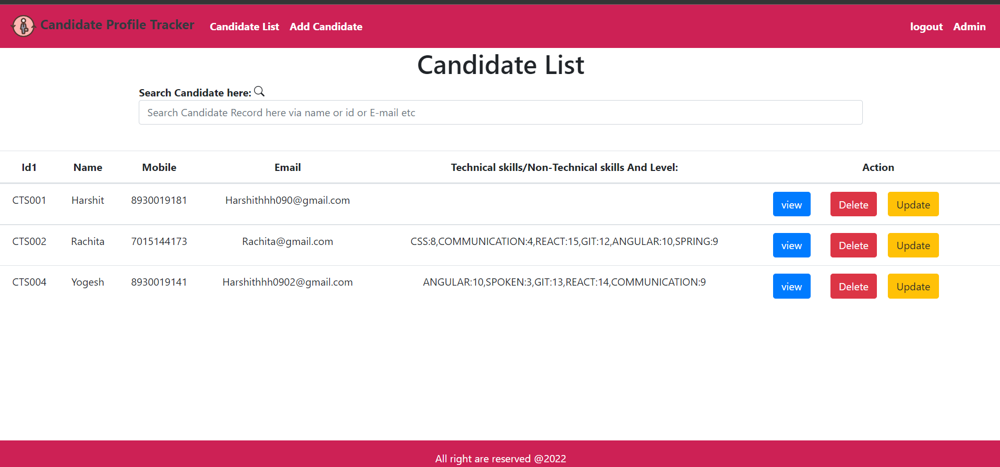 Candidate Profile Tracker Candidate List Add Candidate logout Admin
Candidate List
Search Candidate here:
Search Candidate Record here via name or id or E-mail etc
Id1 Name Mobile Email Technical skills/Non-Technical skills And Level: Action
CTS001 Harshit 8930019181 Harshithhh090@gmail.com view Delete Update
CTS002 Rachita 7015144173 Rachita@gmail.com CSS:8,COMMUNICATION:4,REACT:15,GIT:12,ANGULAR:10,SPRING:9 view Delete Update
CTS004 Yogesh 8930019141 Harshithhh0902@gmail.com ANGULAR:10,SPOKEN:3,GIT:13,REACT:14,COMMUNICATION:9 view Delete Update
All right are reserved @2022